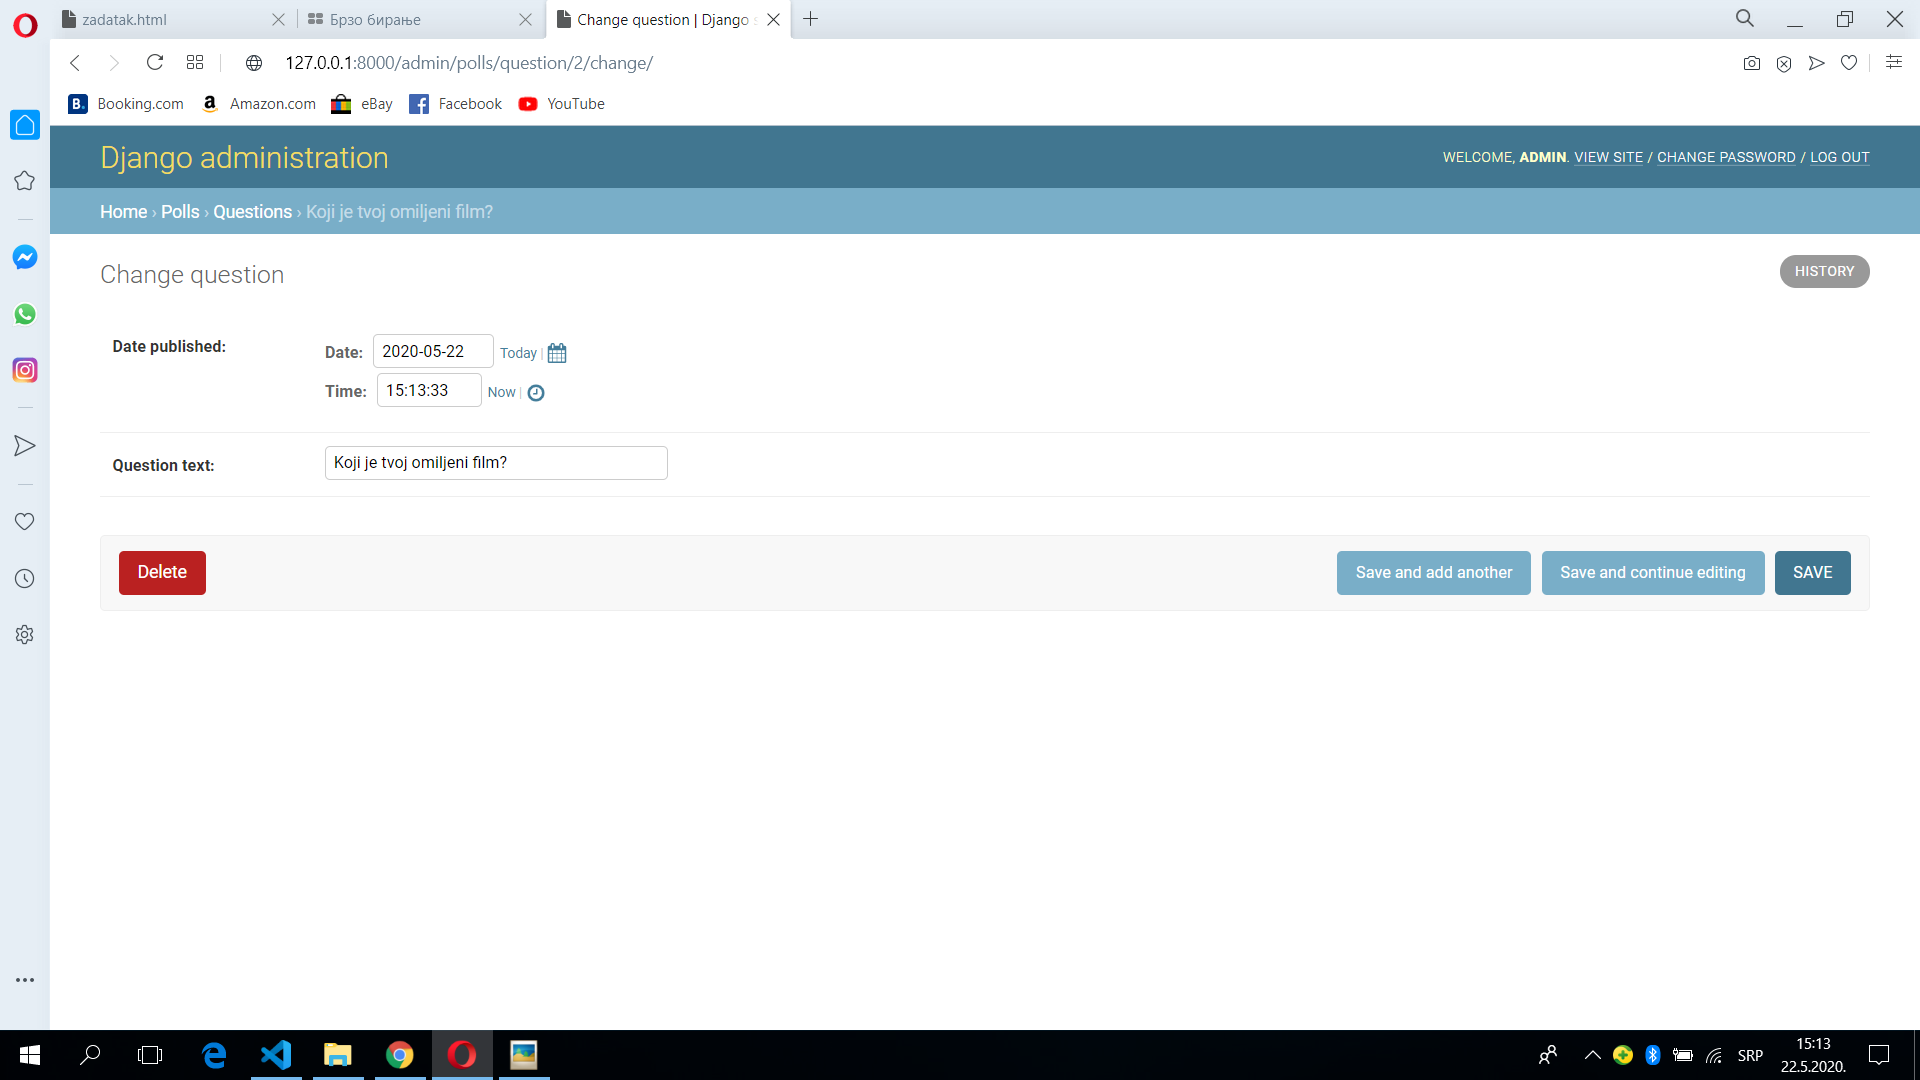 zadatak.html
Брзо бирање
Change question | Django
127.0.0.1:8000/admin/polls/question/2/change/
Booking.com
Amazon.com
eBay
Facebook
YouTube
Django administration
WELCOME, ADMIN. VIEW SITE / CHANGE PASSWORD / LOG OUT
Home › Polls › Questions › Koji je tvoj omiljeni film?
Change question
HISTORY
Date published:
Date: 2020-05-22 Today |
Time: 15:13:33 Now |
Question text: Koji je tvoj omiljeni film?
Delete
Save and add another
Save and continue editing
SAVE
SRP
15:13
22.5.2020.